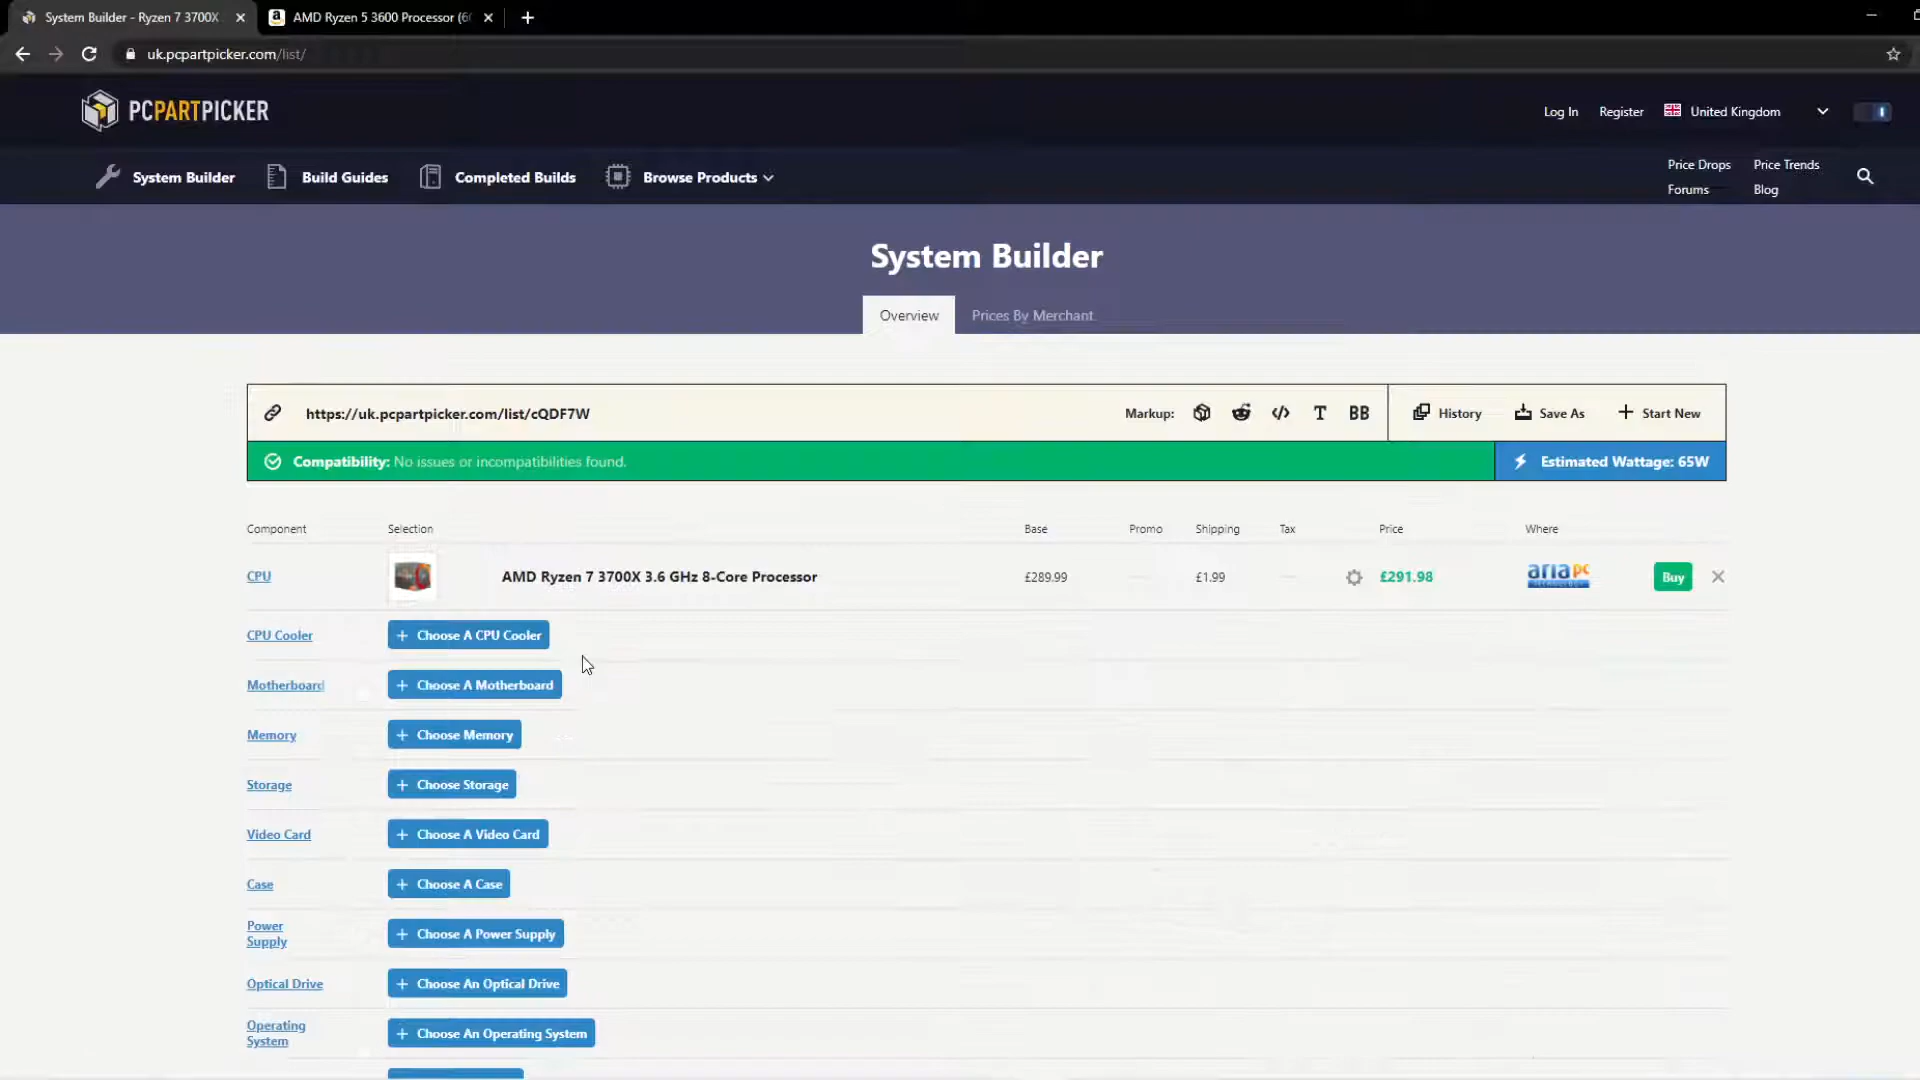 System Builder - Ryzen 7 3700X
AMD Ryzen 5 3600 Processor (6
uk.pcpartpicker.com/list/
PCPARTPICKER
Log In Register United Kingdom
System Builder Build Guides Completed Builds Browse Products
Price Drops Price Trends
Forums Blog
System Builder
Overview Prices By Merchant
https://uk.pcpartpicker.com/list/cQDF7W
Markup: T BB History Save As Start New
Compatibility: No issues or incompatibilities found.
Estimated Wattage: 65W
Component Selection Base Promo Shipping Tax Price Where
CPU AMD Ryzen 7 3700X 3.6 GHz 8-Core Processor £289.99 £1.99 £291.98 aria pc Buy
CPU Cooler + Choose A CPU Cooler
Motherboard + Choose A Motherboard
Memory + Choose Memory
Storage + Choose Storage
Video Card + Choose A Video Card
Case + Choose A Case
Power
Supply + Choose A Power Supply
Optical Drive + Choose An Optical Drive
Operating
System + Choose An Operating System